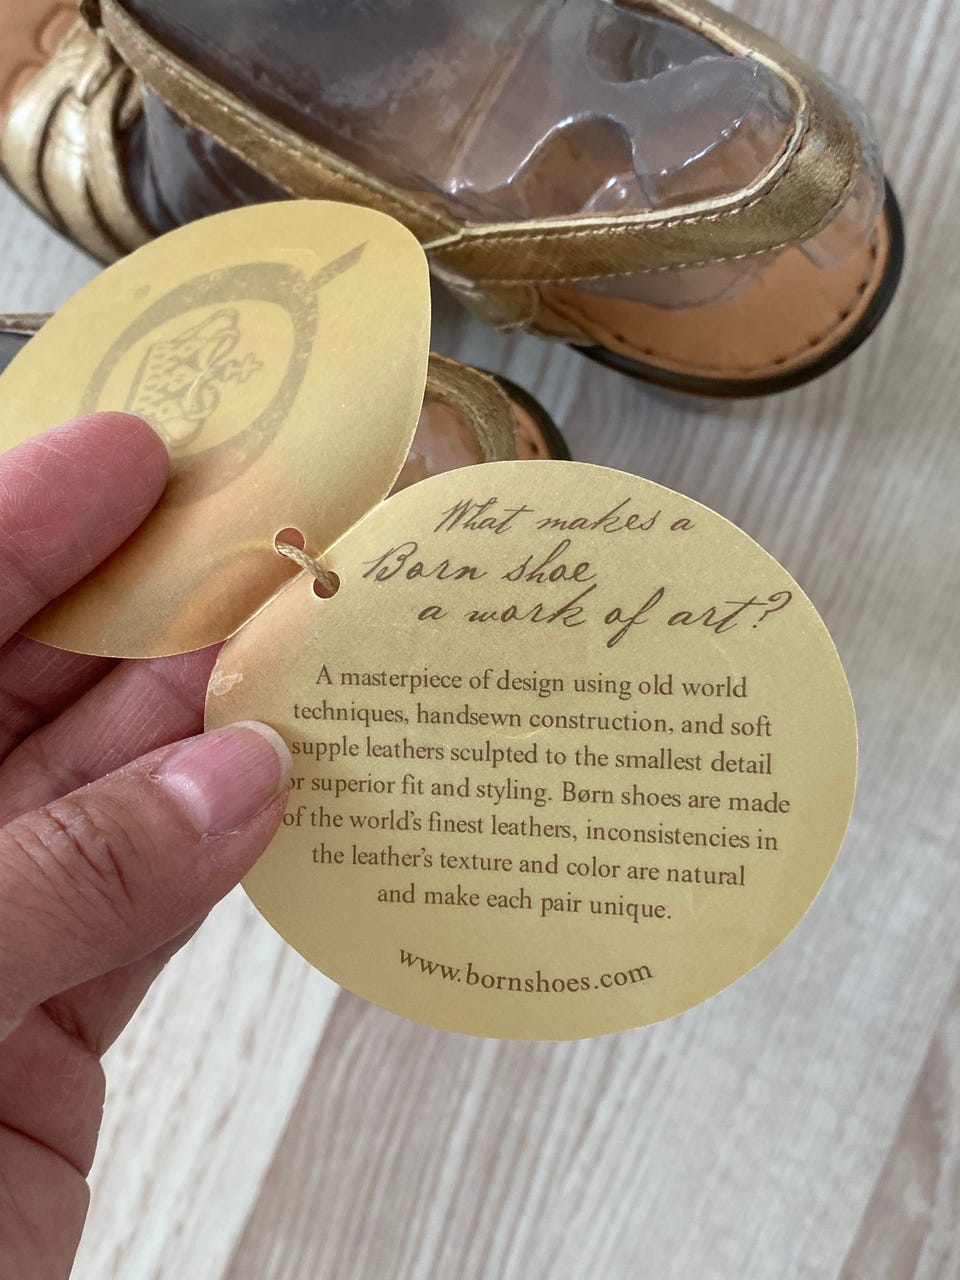 What makes a
Born shoe
a work of art?
A masterpiece of design using old world
techniques, handsewn construction, and soft
supple leathers sculpted to the smallest detail
or superior fit and styling. Børn shoes are made
of the world's finest leathers, inconsistencies in
the leather's texture and color are natural
and make each pair unique.
www.bornshoes.com